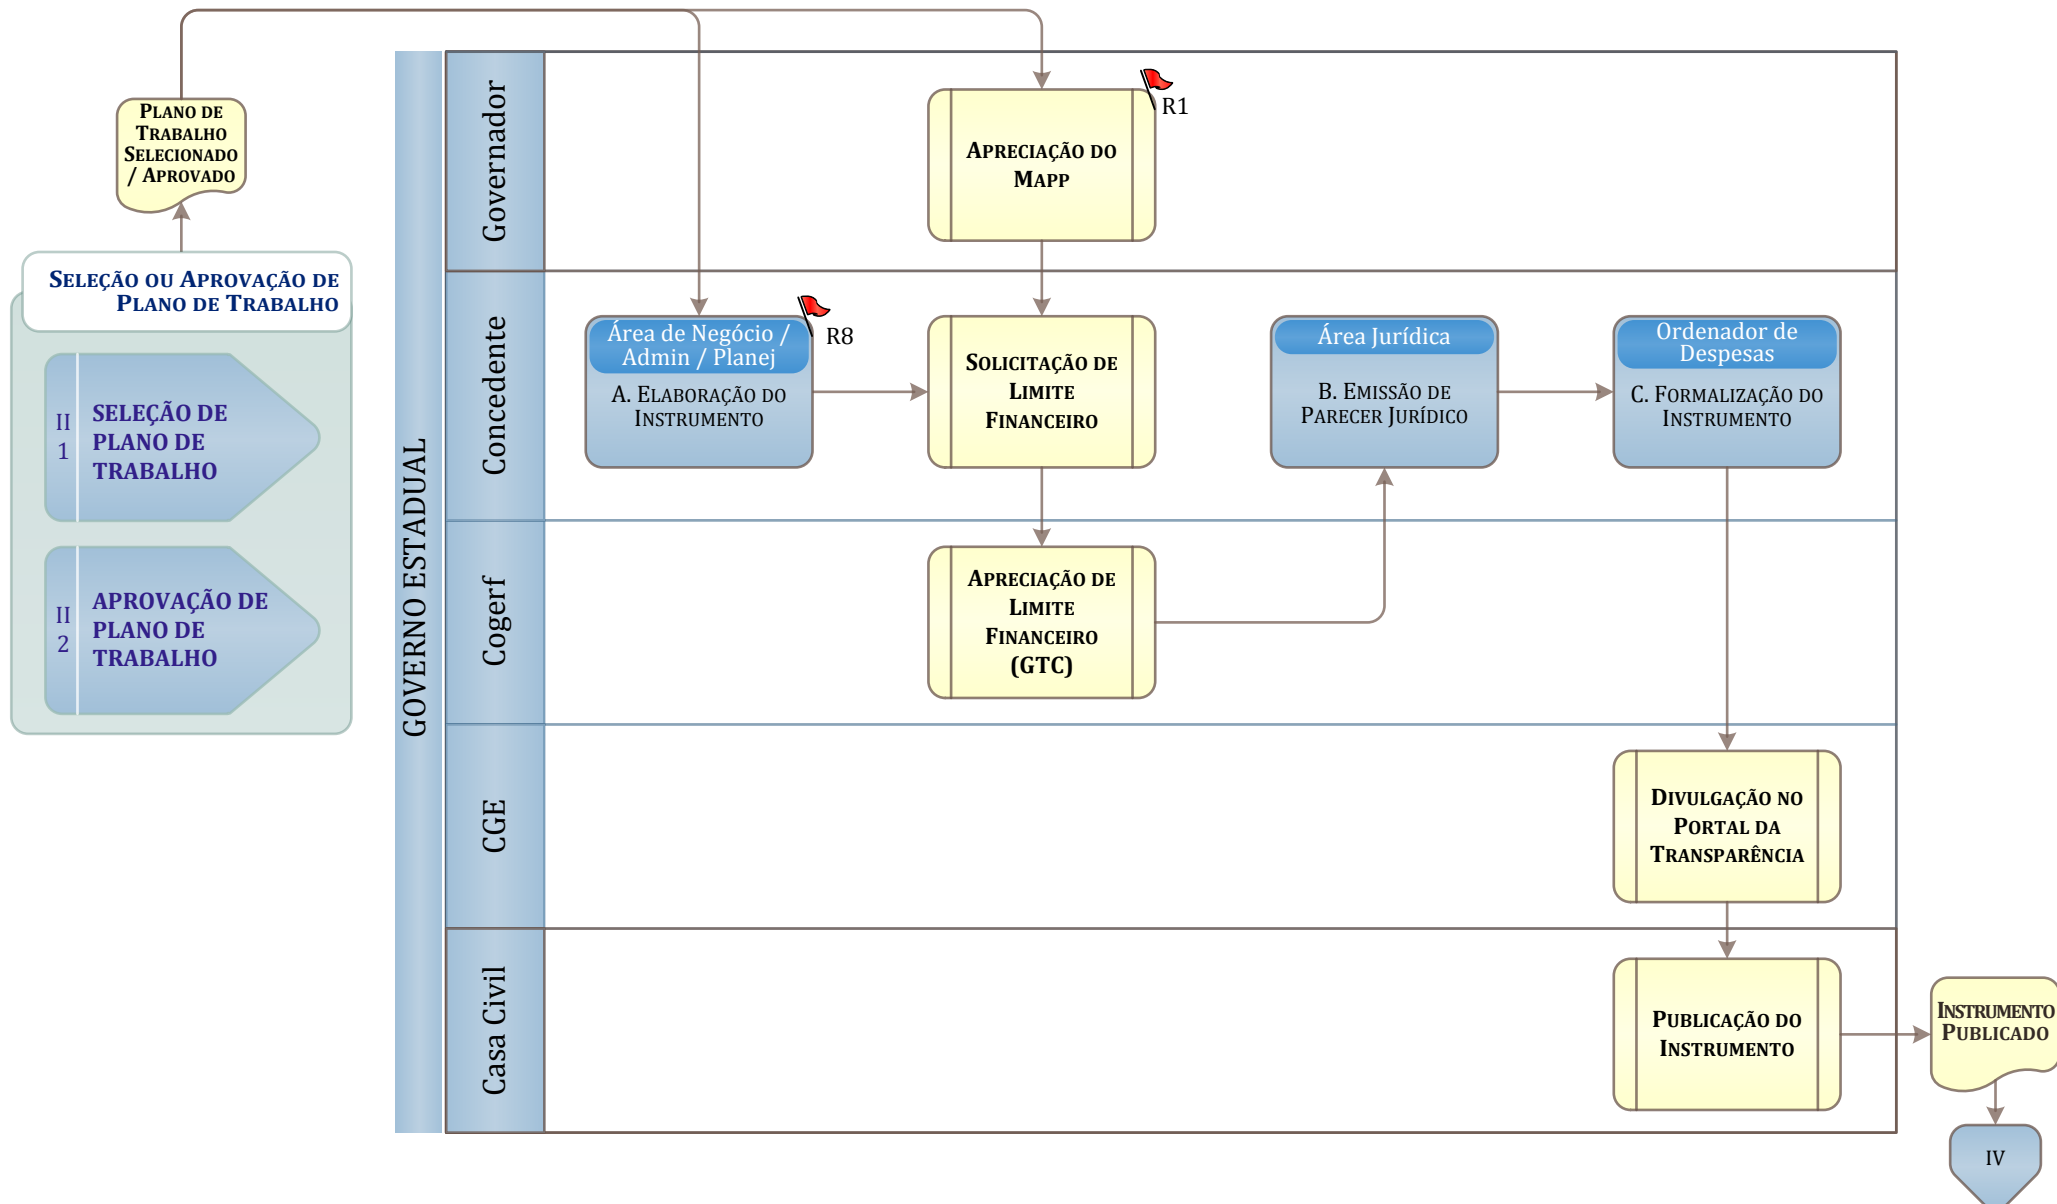 PLANO DE
TRABALHO
SELECIONADO
/ APROVADO
SELEÇÃO OU APROVAÇÃO DE
PLANO DE TRABALHO
II
1
SELEÇÃO DE
PLANO DE
TRABALHO
II
2
APROVAÇÃO DE
PLANO DE
TRABALHO
GOVERNO ESTADUAL
Governador
APRECIAÇÃO DO
MAPP
R1
Concedente
Área de Negócio /
Admin / Planej
A. ELABORAÇÃO DO
INSTRUMENTO
R8
SOLICITAÇÃO DE
LIMITE
FINANCEIRO
Área Jurídica
B. EMISSÃO DE
PARECER JURÍDICO
Ordenador de
Despesas
C. FORMALIZAÇÃO DO
INSTRUMENTO
Cogerf
APRECIAÇÃO DE
LIMITE
FINANCEIRO
(GTC)
CGE
DIVULGAÇÃO NO
PORTAL DA
TRANSPARÊNCIA
Casa Civil
PUBLICAÇÃO DO
INSTRUMENTO
INSTRUMENTO
PUBLICADO
IV